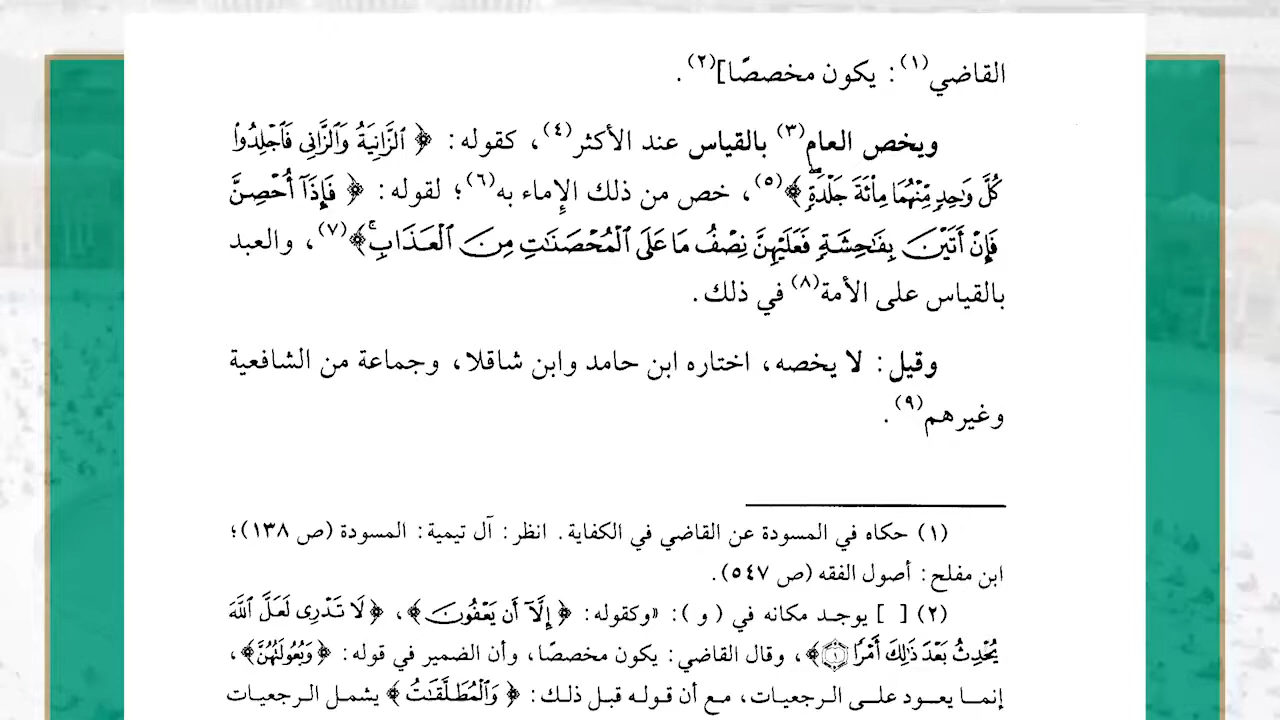 القاضي(١): يكون مخصصًا](٢).
ويخص العام(٣) بالقياس عند الأكثر(٤)، كقوله: ﴿ٱلزَّانِيَةُ وَٱلزَّانِى فَٱجْلِدُوا۟
كُلَّ وَٰحِدٍ مِّنْهُمَا مِا۟ئَةَ جَلْدَةٍ﴾(٥)، خص من ذلك الإماء به(٦)؛ لقوله: ﴿فَإِذَآ أُحْصِنَّ
فَإِنْ أَتَيْنَ بِفَٰحِشَةٍ فَعَلَيْهِنَّ نِصْفُ مَا عَلَى ٱلْمُحْصَنَٰتِ مِنَ ٱلْعَذَابِ ۚ﴾(٧)، والعبد
بالقياس على الأمة(٨) في ذلك.
وقيل: لا يخصه، اختاره ابن حامد وابن شاقلا، وجماعة من الشافعية
وغيرهم(٩).
(١) حكاه في المسودة عن القاضي في الكفاية. انظر: آل تيمية: المسودة (ص ١٣٨)؛
ابن مفلح: أصول الفقه (ص ٥٤٧).
(٢) [ ] يوجد مكانه في (و): «وكقوله: ﴿إِلَّآ أَن يَعْفُونَ﴾، ﴿لَا تَدْرِى لَعَلَّ ٱللَّهَ
يُحْدِثُ بَعْدَ ذَٰلِكَ أَمْرًا ١﴾، وقال القاضي: يكون مخصصًا، وأن الضمير في قوله: ﴿وَبُعُولَتُهُنَّ﴾،
إنما يعود على الرجعيات، مع أن قوله قبل ذلك: ﴿وَٱلْمُطَلَّقَٰتُ﴾ يشمل الرجعيات